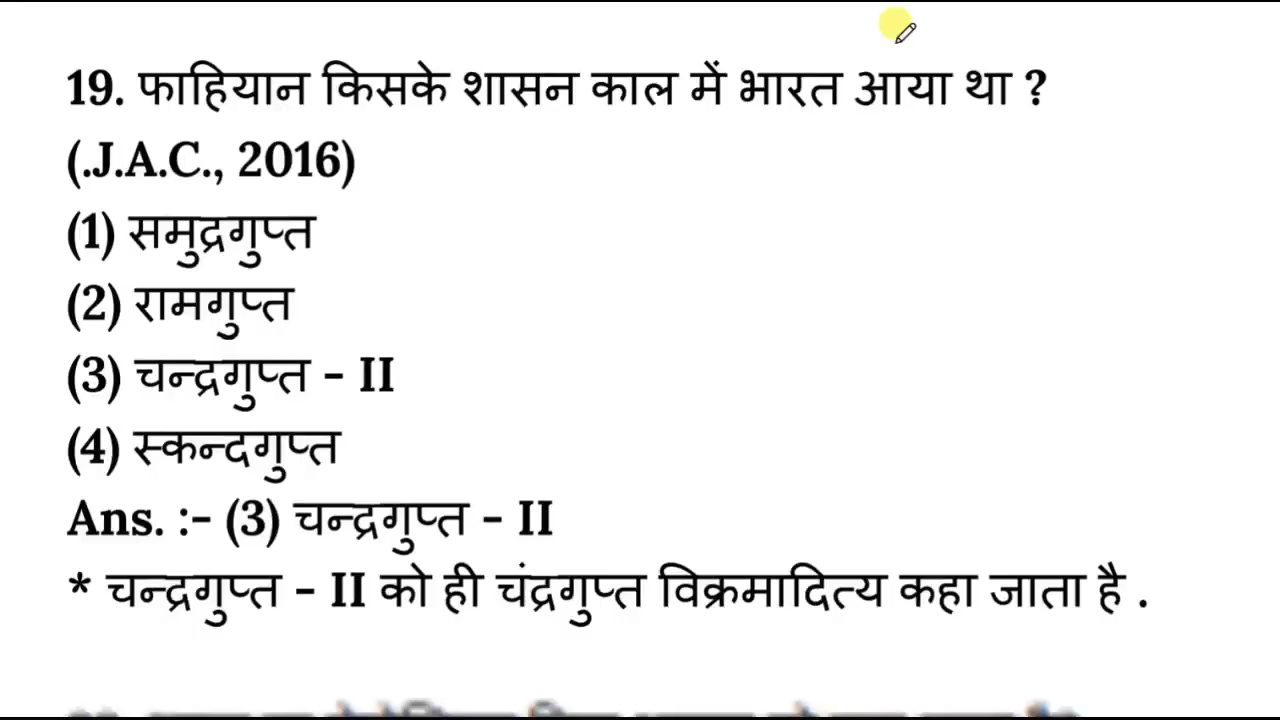 19. फाहियान किसके शासन काल में भारत आया था ?
(.J.A.C., 2016)
(1) समुद्रगुप्त
(2) रामगुप्त
(3) चन्द्रगुप्त - II
(4) स्कन्दगुप्त
Ans. :- (3) चन्द्रगुप्त - II
* चन्द्रगुप्त - II को ही चंद्रगुप्त विक्रमादित्य कहा जाता है .